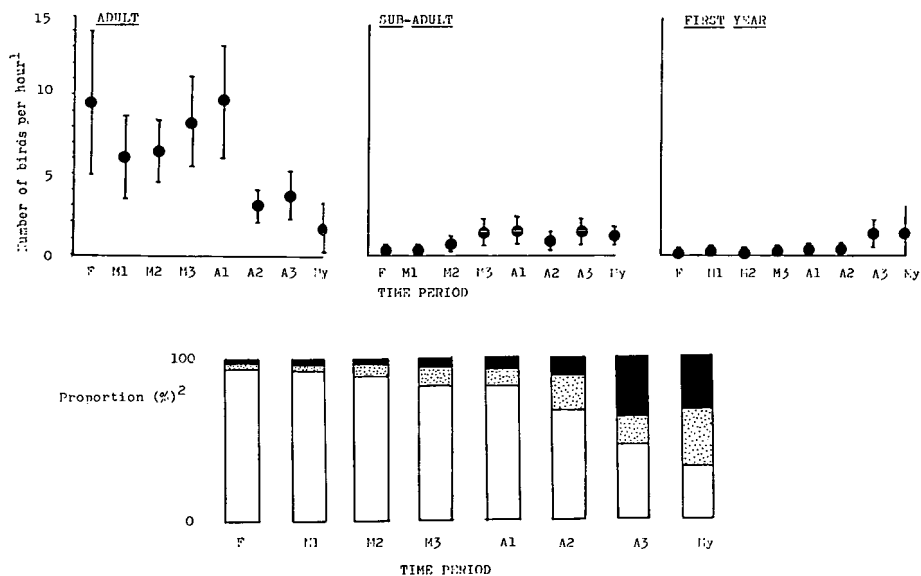 ADULT
SUB-ADULT
FIRST YEAR
Number of birds per hour1
15
10
5
0
F M1 M2 M3 A1 A2 A3 My
F M1 M2 M3 A1 A2 A3 My
F M1 M2 M3 A1 A2 A3 My
TIME PERIOD
100
Proportion (%)2
0
F M1 M2 M3 A1 A2 A3 My
TIME PERIOD